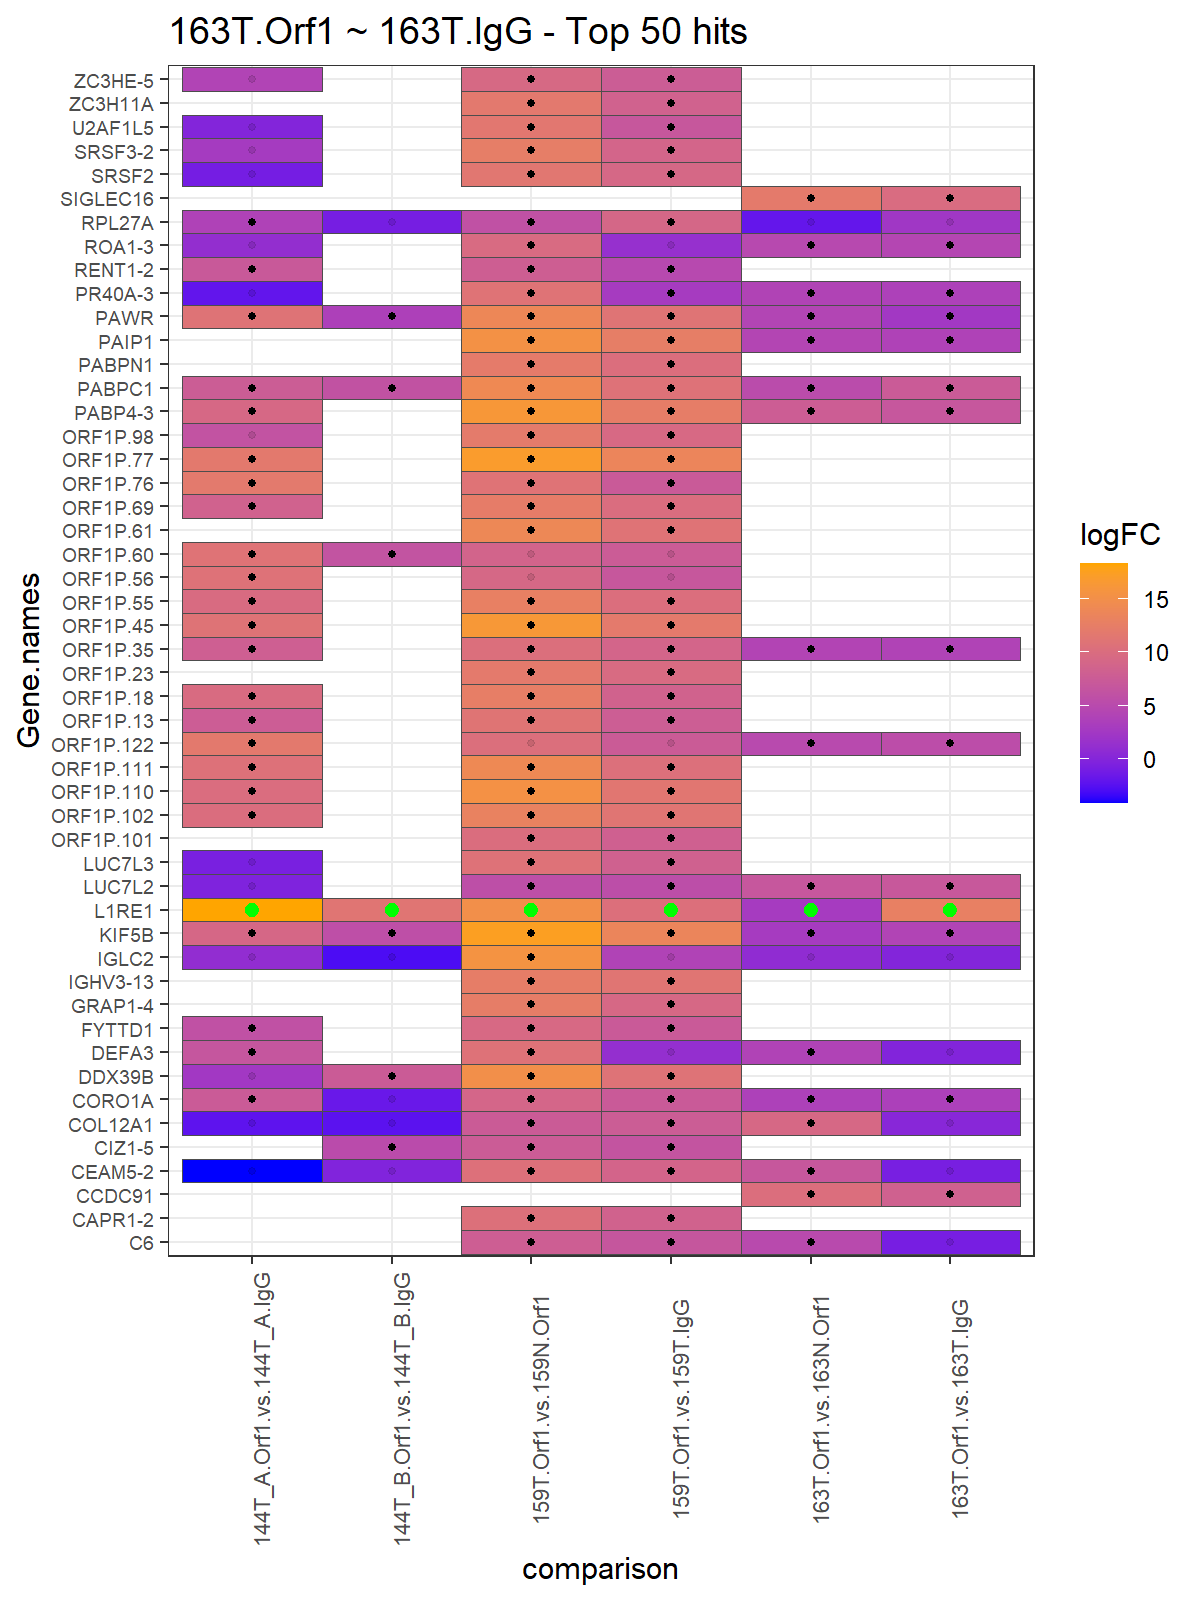 163T.Orf1 ~ 163T.IgG - Top 50 hits
Gene.names
ZC3HE-5
ZC3H11A
U2AF1L5
SRSF3-2
SRSF2
SIGLEC16
RPL27A
ROA1-3
RENT1-2
PR40A-3
PAWR
PAIP1
PABPN1
PABPC1
PABP4-3
ORF1P.98
ORF1P.77
ORF1P.76
ORF1P.69
ORF1P.61
ORF1P.60
ORF1P.56
ORF1P.55
ORF1P.45
ORF1P.35
ORF1P.23
ORF1P.18
ORF1P.13
ORF1P.122
ORF1P.111
ORF1P.110
ORF1P.102
ORF1P.101
LUC7L3
LUC7L2
L1RE1
KIF5B
IGLC2
IGHV3-13
GRAP1-4
FYTTD1
DEFA3
DDX39B
CORO1A
COL12A1
CIZ1-5
CEAM5-2
CCDC91
CAPR1-2
C6
144T_A.Orf1.vs.144T_A.IgG
144T_B.Orf1.vs.144T_B.IgG
159T.Orf1.vs.159N.Orf1
159T.Orf1.vs.159T.IgG
163T.Orf1.vs.163N.Orf1
163T.Orf1.vs.163T.IgG
comparison
logFC
15
10
5
0